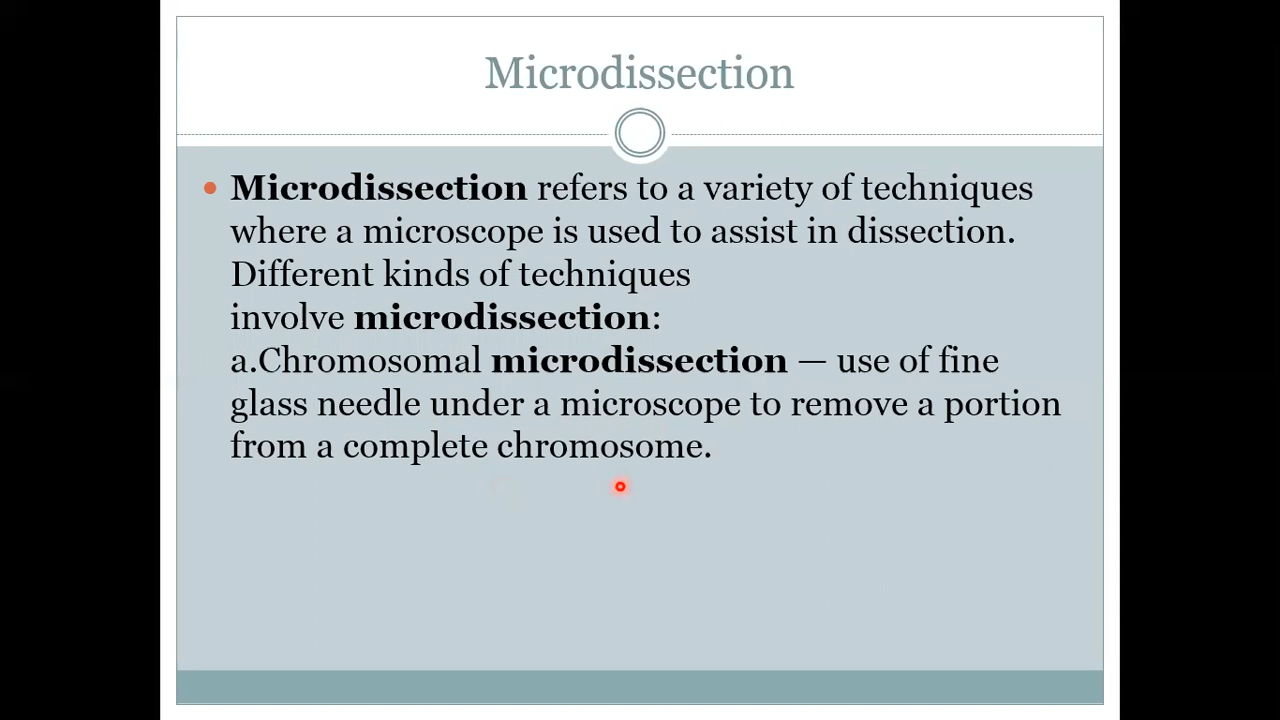 Microdissection
Microdissection refers to a variety of techniques
where a microscope is used to assist in dissection.
Different kinds of techniques
involve microdissection:
a.Chromosomal microdissection — use of fine
glass needle under a microscope to remove a portion
from a complete chromosome.